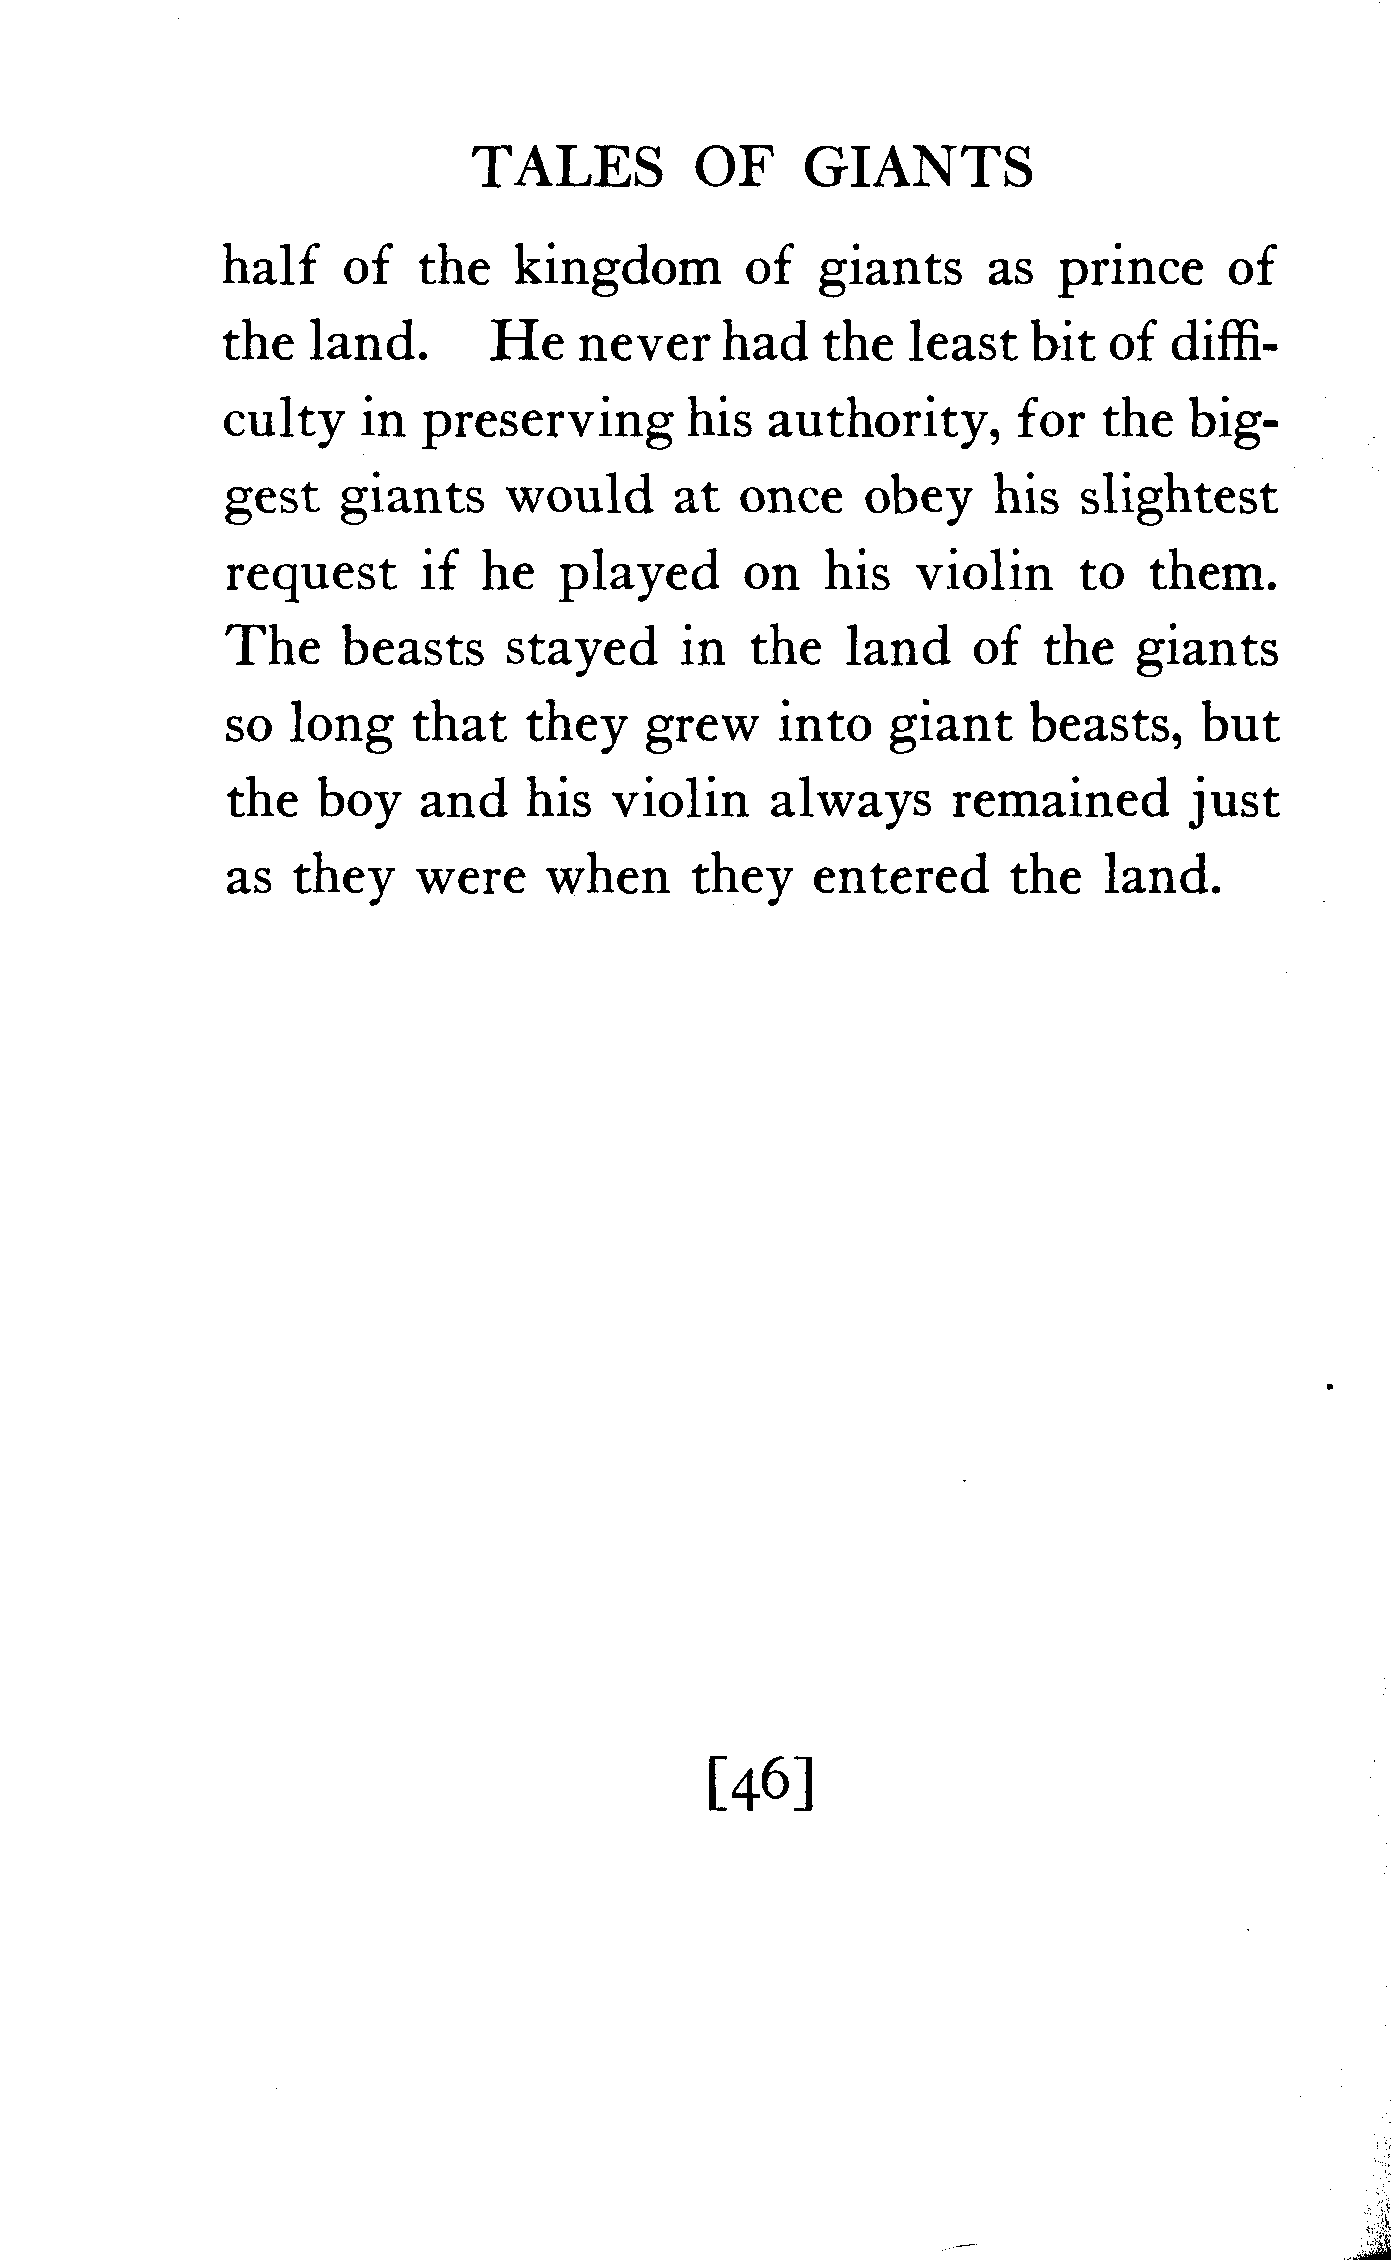 TALES OF GIANTS
half of the kingdom of giants as prince of
the land. He never had the least bit of diffi-
culty in preserving his authority, for the big-
gest giants would at once obey his slightest
request if he played on his violin to them.
The beasts stayed in the land of the giants
so long that they grew into giant beasts, but
the boy and his violin always remained just
as they were when they entered the land.
[46]